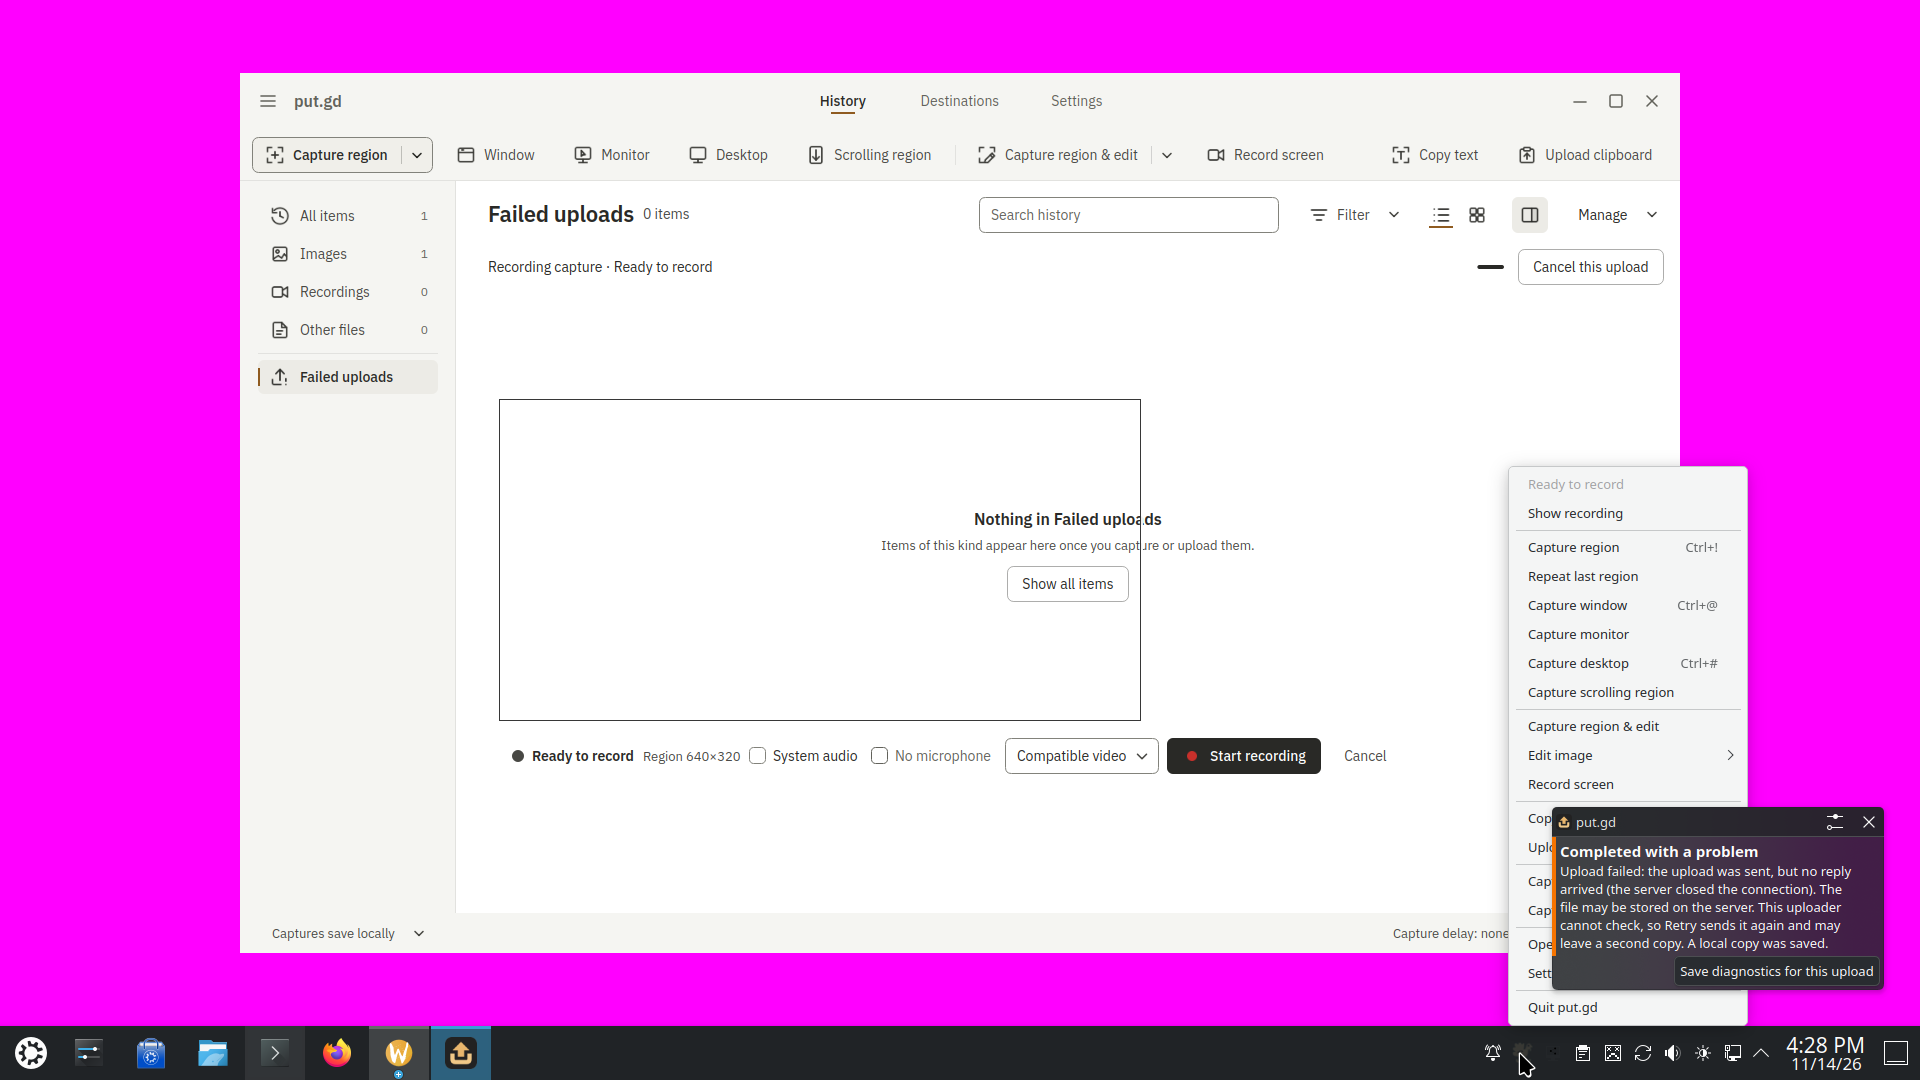 put.gd
History
Destinations
Settings
Capture region
Window
Monitor
Desktop
Scrolling region
Capture region & edit
Record screen
Copy text
Upload clipboard
All items 1
Images 1
Recordings 0
Other files 0
Failed uploads
Failed uploads 0 items
Search history
Filter
Manage
Recording capture · Ready to record
Cancel this upload
Nothing in Failed uploads
Items of this kind appear here once you capture or upload them.
Show all items
Ready to record Region 640×320
System audio
No microphone
Compatible video
Start recording
Cancel
Captures save locally
Capture delay: none
Ready to record
Show recording
Capture region Ctrl+!
Repeat last region
Capture window Ctrl+@
Capture monitor
Capture desktop Ctrl+#
Capture scrolling region
Capture region & edit
Edit image
Record screen
Quit put.gd
put.gd
Completed with a problem
Upload failed: the upload was sent, but no reply
arrived (the server closed the connection). The
file may be stored on the server. This uploader
cannot check, so Retry sends it again and may
leave a second copy. A local copy was saved.
Save diagnostics for this upload
4:28 PM
11/14/26